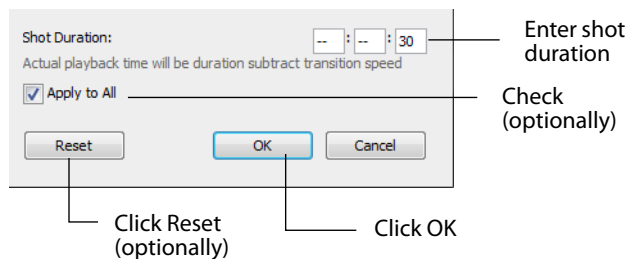 Shot Duration: -- : -- : 30
Enter shot
duration
Actual playback time will be duration subtract transition speed
Apply to All
Check
(optionally)
Reset OK Cancel
Click Reset
(optionally)
Click OK